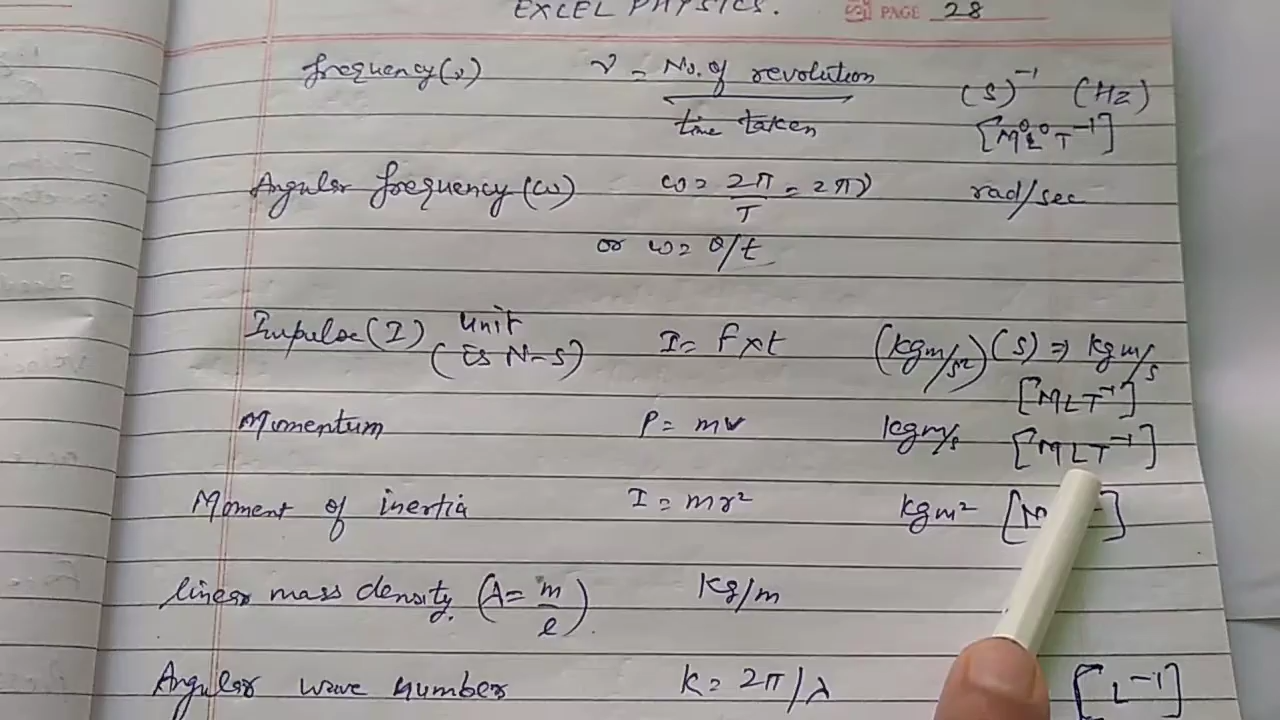 EXCEL PHYSICS. PAGE 28
frequency(ν) ν = No. of revolution / time taken (S)⁻¹ (Hz)
[M⁰L⁰T⁻¹]
Angular frequency(ω) ω = 2π/T = 2πν rad/sec
or ω = θ/t
Impulse(I) unit (is N-S) I = f×t (kgm/s²)(S) ⇒ kgm/s
[MLT⁻¹]
Momentum P = mv kgm/s [MLT⁻¹]
Moment of inertia I = mr² kgm² [M
linear mass density. (λ = m/l). kg/m
Angular wave number k = 2π/λ [L⁻¹]